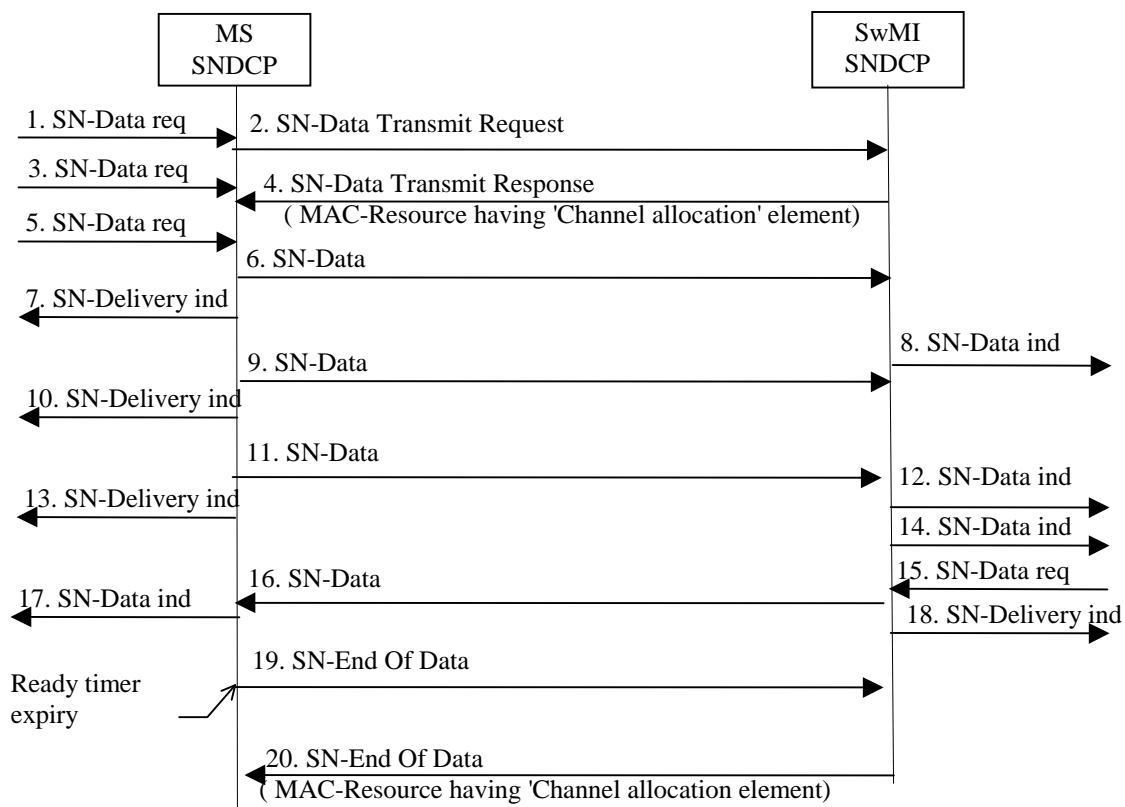 MS
SNDCP
SwMI
SNDCP
1. SN-Data req
2. SN-Data Transmit Request
3. SN-Data req
4. SN-Data Transmit Response
( MAC-Resource having 'Channel allocation' element)
5. SN-Data req
6. SN-Data
7. SN-Delivery ind
8. SN-Data ind
9. SN-Data
10. SN-Delivery ind
11. SN-Data
12. SN-Data ind
13. SN-Delivery ind
14. SN-Data ind
15. SN-Data req
16. SN-Data
17. SN-Data ind
18. SN-Delivery ind
19. SN-End Of Data
Ready timer
expiry
20. SN-End Of Data
( MAC-Resource having 'Channel allocation element)